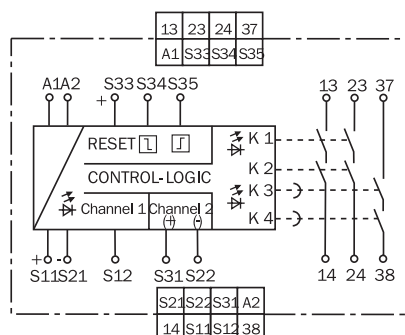 13 23 24 37
A1 S33 S34 S35
A1 A2 S33 S34 S35 13 23 37
+
RESET K 1
K 2
CONTROL-LOGIC
K 3
Channel 1 Channel 2
(+) (-) K 4
+ -
S11 S21 S12 S31 S22 14 24 38
S21 S22 S31 A2
14 S11 S12 38